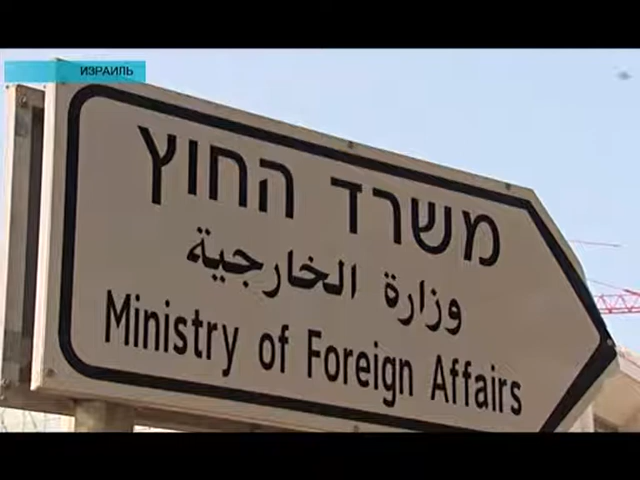 ИЗРАИЛЬ
משרד החוץ
وزارة الخارجية
Ministry of Foreign Affairs